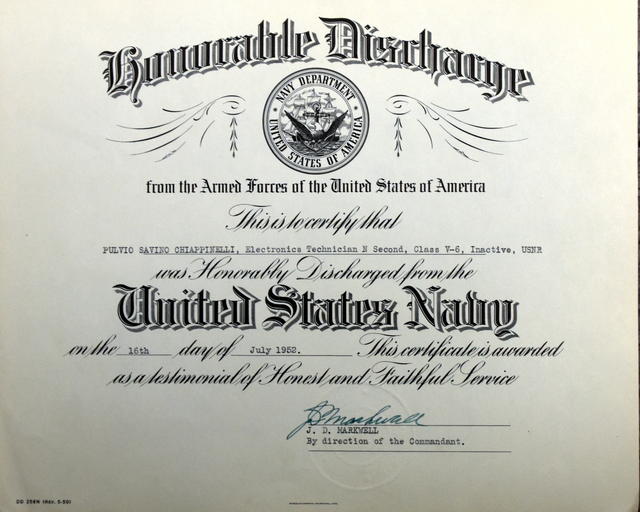 Honorable Discharge
NAVY DEPARTMENT
UNITED STATES OF AMERICA
from the Armed Forces of the United States of America
This is to certify that
PULVIO SAVINO CHIAPPINELLI, Electronics Technician N Second, Class V-6, Inactive, USNR
was Honorably Discharged from the
United States Navy
on the 16th day of July 1952. This certificate is awarded
as a testimonial of Honest and Faithful Service
J D Markwell
J. D. MARKWELL
By direction of the Commandant.
DD 256N (Rev. 5-50)